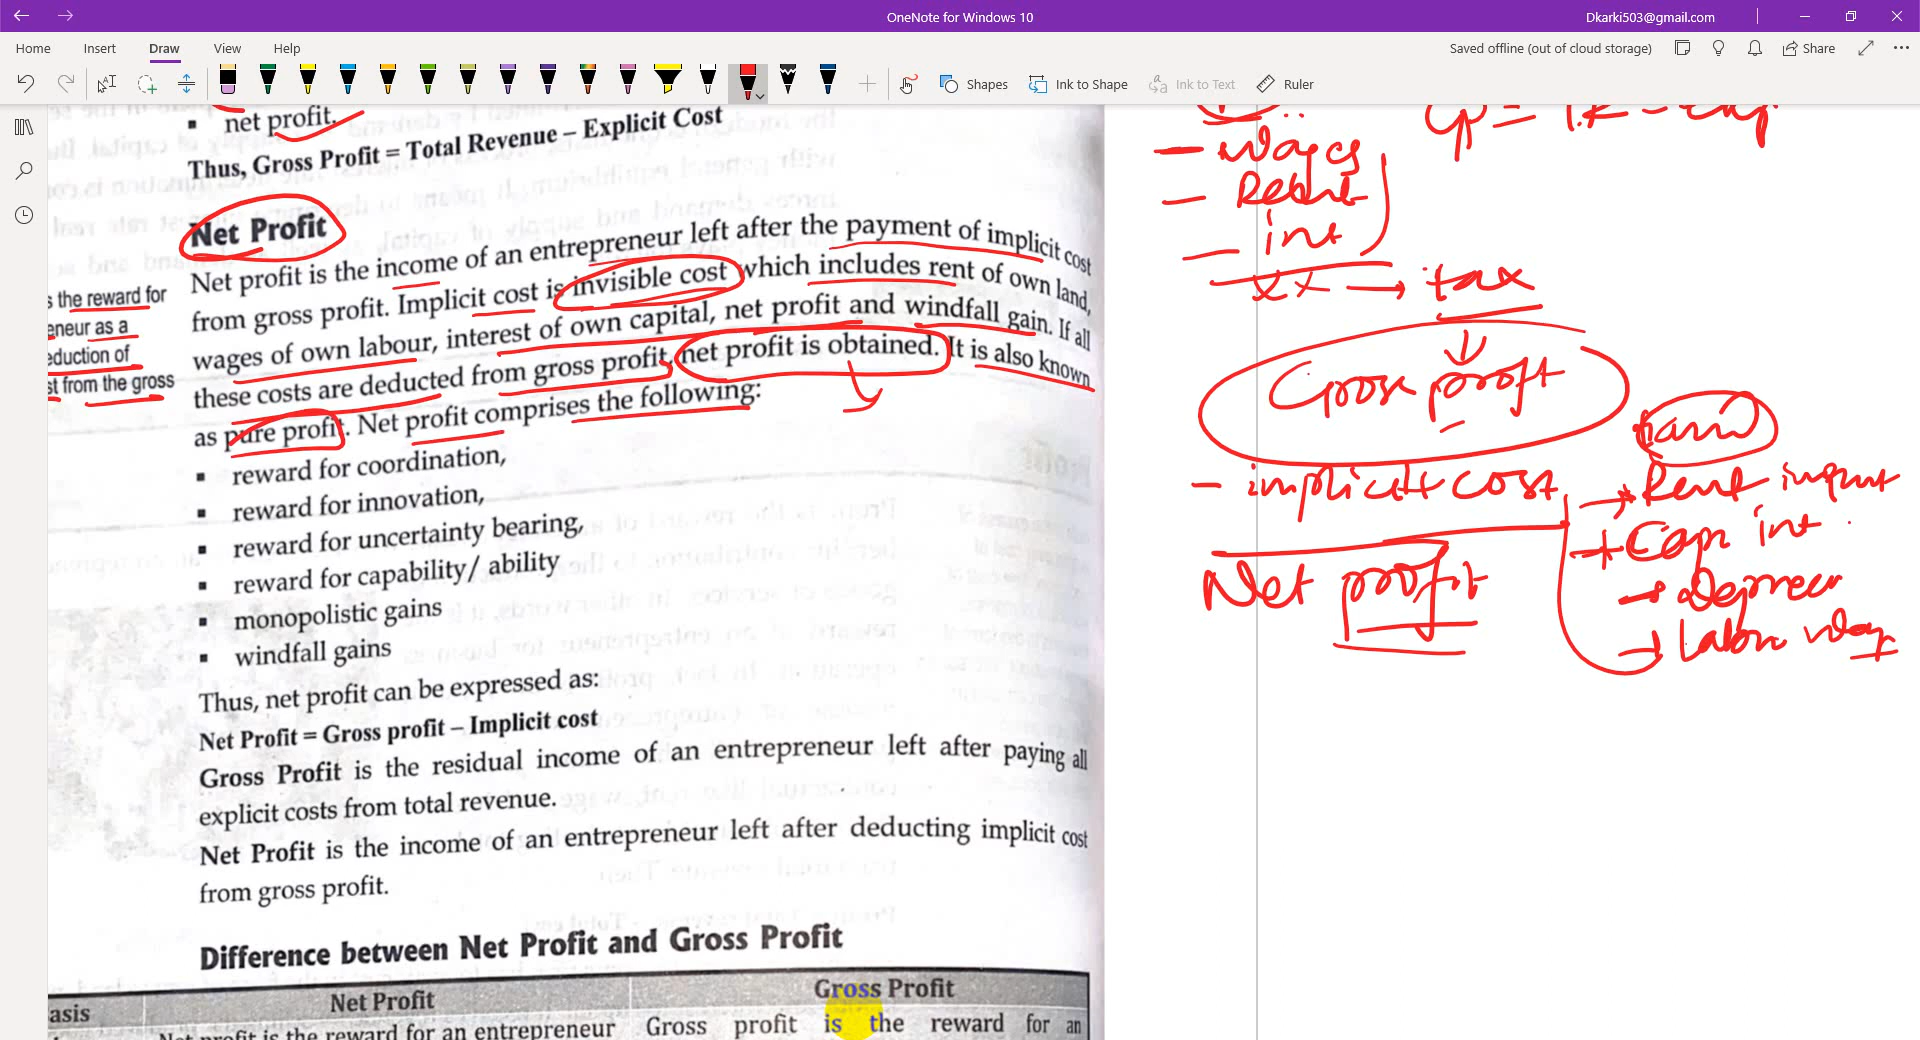 OneNote for Windows 10
Dkarki503@gmail.com
Home Insert Draw View Help
Saved offline (out of cloud storage)
Share
Shapes
Ink to Shape
Ink to Text
Ruler
▪ net profit.
Thus, Gross Profit = Total Revenue – Explicit Cost
Net Profit
Net profit is the income of an entrepreneur left after the payment of implicit cost
from gross profit. Implicit cost is invisible cost which includes rent of own land,
wages of own labour, interest of own capital, net profit and windfall gain. If all
these costs are deducted from gross profit, net profit is obtained. It is also known
as pure profit. Net profit comprises the following:
▪ reward for coordination,
▪ reward for innovation,
▪ reward for uncertainty bearing,
▪ reward for capability/ ability
▪ monopolistic gains
▪ windfall gains
Thus, net profit can be expressed as:
Net Profit = Gross profit – Implicit cost
Gross Profit is the residual income of an entrepreneur left after paying all
explicit costs from total revenue.
Net Profit is the income of an entrepreneur left after deducting implicit cost
from gross profit.
Difference between Net Profit and Gross Profit
asis Net Profit Gross Profit
Net profit is the reward for an entrepreneur
Gross profit is the reward for an
s the reward for
eneur as a
eduction of
st from the gross
- wages
-
- int
xx → tax
Gross profit
- implicit cost
Net profit
→ Rent
→ Cap int
→
→ Labor